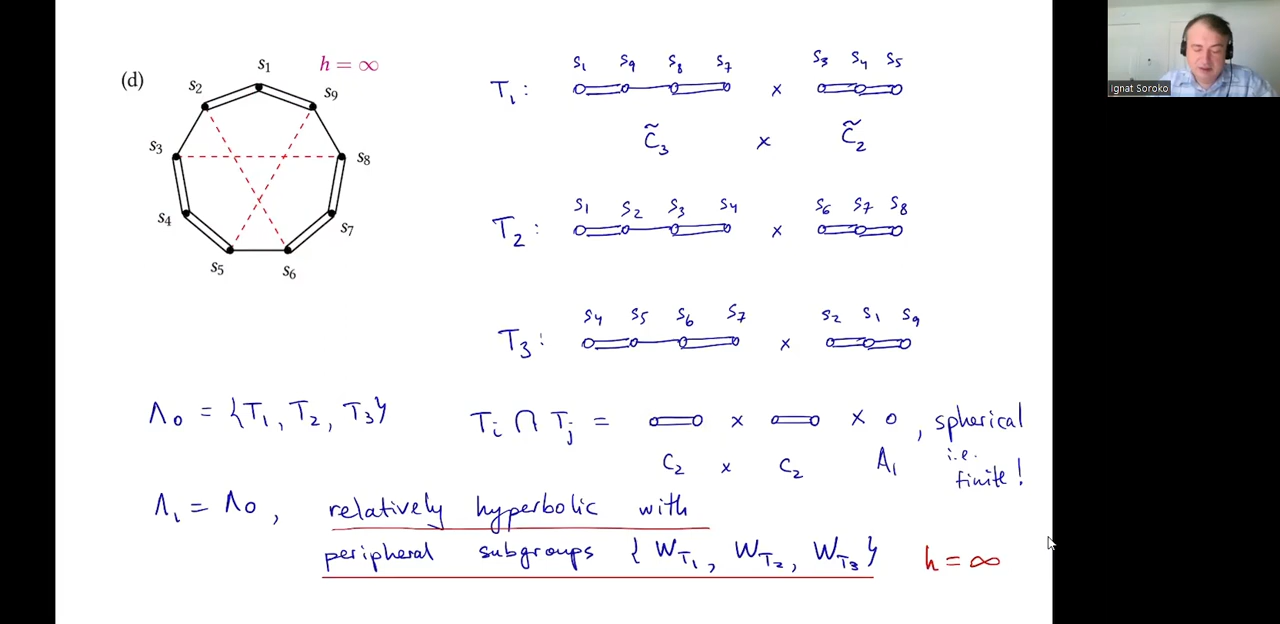 Ignat Soroko
(d)
h = ∞
s1
s2
s9
s3
s8
s4
s7
s5
s6
T1 :
s1 s9 s8 s7
×
s3 s4 s5
C̃3 × C̃2
T2 :
s1 s2 s3 s4
×
s6 s7 s8
T3 :
s4 s5 s6 s7
×
s2 s1 s9
Λ0 = {T1, T2, T3}
Ti ∩ Tj = × × , spherical
C2 × C2 A1 i.e. finite!
Λ1 = Λ0, relatively hyperbolic with
peripheral subgroups {WT1, WT2, WT3}
h = ∞